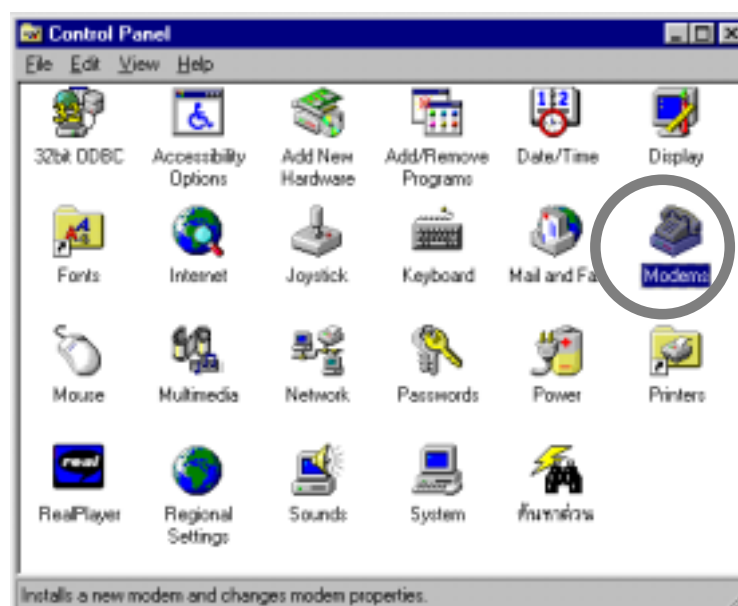 Control Panel
File Edit View Help
32bit ODBC Accessibility Options Add New Hardware Add/Remove Programs Date/Time Display
Fonts Internet Joystick Keyboard Mail and Fa Modems
Mouse Multimedia Network Passwords Power Printers
real
RealPlayer Regional Settings Sounds System ค้นหาด่วน
Installs a new modem and changes modem properties.